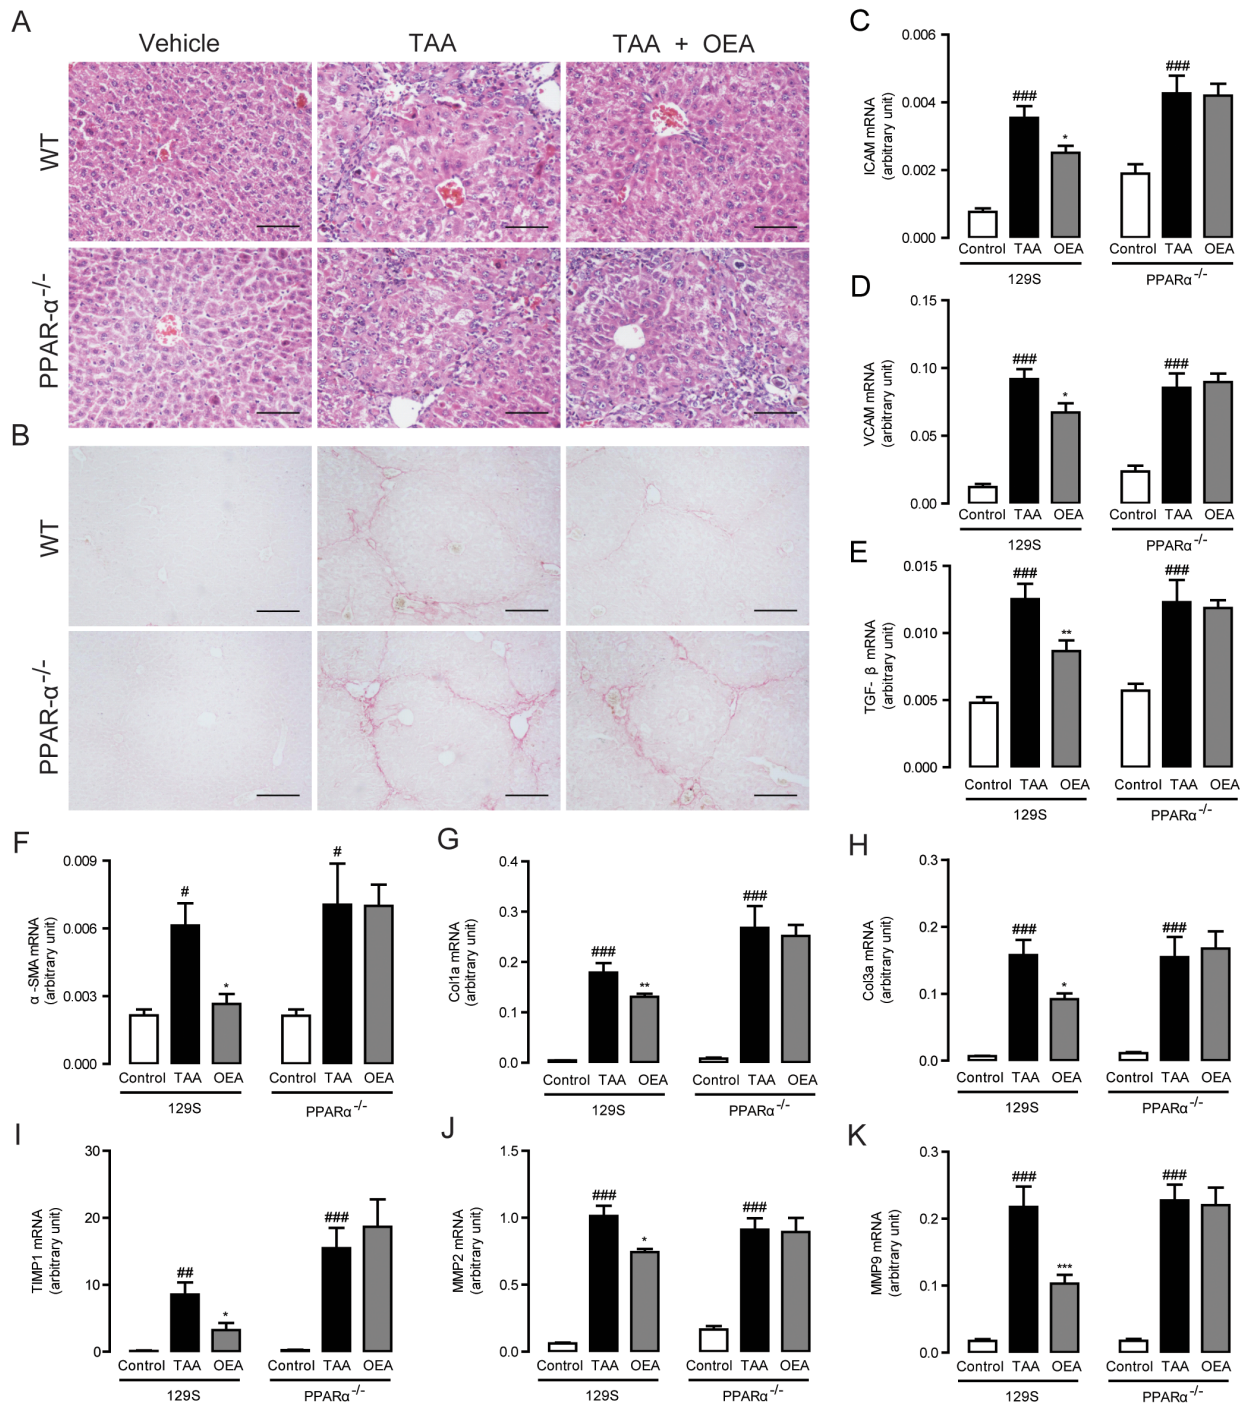 A
Vehicle
TAA
TAA + OEA
WT
PPAR-α-/-
B
WT
PPAR-α-/-
C
ICAM mRNA
(arbitrary unit)
0.006
0.004
0.002
0.000
###
*
###
Control TAA OEA Control TAA OEA
129S PPARα-/-
D
VCAM mRNA
(arbitrary unit)
0.15
0.10
0.05
0.00
###
*
###
Control TAA OEA Control TAA OEA
129S PPARα-/-
E
TGF- β mRNA
(arbitrary unit)
0.015
0.010
0.005
0.000
###
**
###
Control TAA OEA Control TAA OEA
129S PPARα-/-
F
α -SMA mRNA
(arbitrary unit)
0.009
0.006
0.003
0.000
#
*
#
Control TAA OEA Control TAA OEA
129S PPARα-/-
G
Col1a mRNA
(arbitrary unit)
0.4
0.3
0.2
0.1
0.0
###
**
###
Control TAA OEA Control TAA OEA
129S PPARα-/-
H
Col3a mRNA
(arbitrary unit)
0.3
0.2
0.1
0.0
###
*
###
Control TAA OEA Control TAA OEA
129S PPARα-/-
I
TIMP1 mRNA
(arbitrary unit)
30
20
10
0
##
*
###
Control TAA OEA Control TAA OEA
129S PPARα-/-
J
MMP2 mRNA
(arbitrary unit)
1.5
1.0
0.5
0.0
###
*
###
Control TAA OEA Control TAA OEA
129S PPARα-/-
K
MMP9 mRNA
(arbitrary unit)
0.3
0.2
0.1
0.0
###
***
###
Control TAA OEA Control TAA OEA
129S PPARα-/-